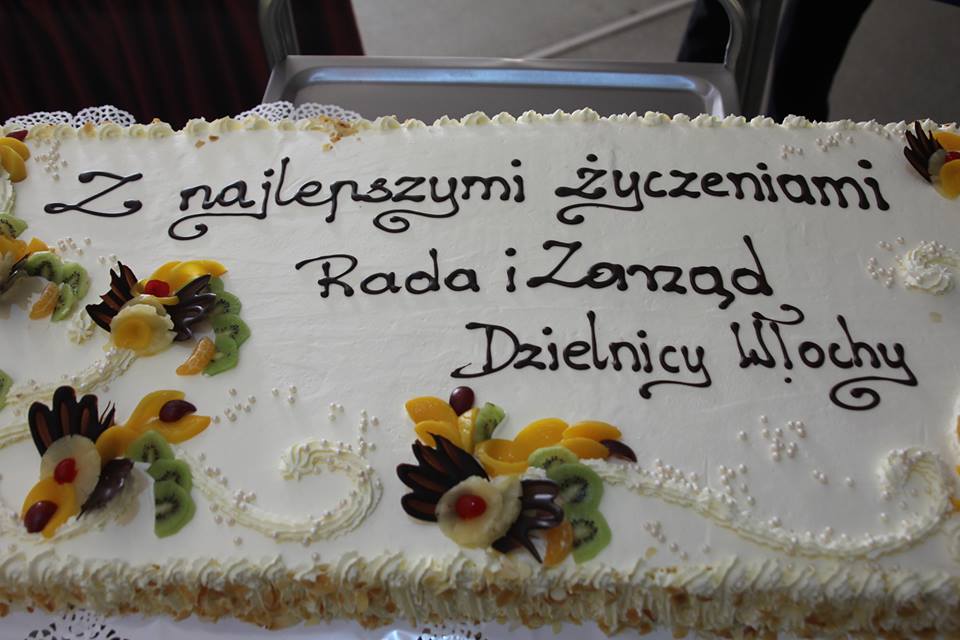 Z najlepszymi życzeniami
Rada i Zarząd
Dzielnicy Włochy